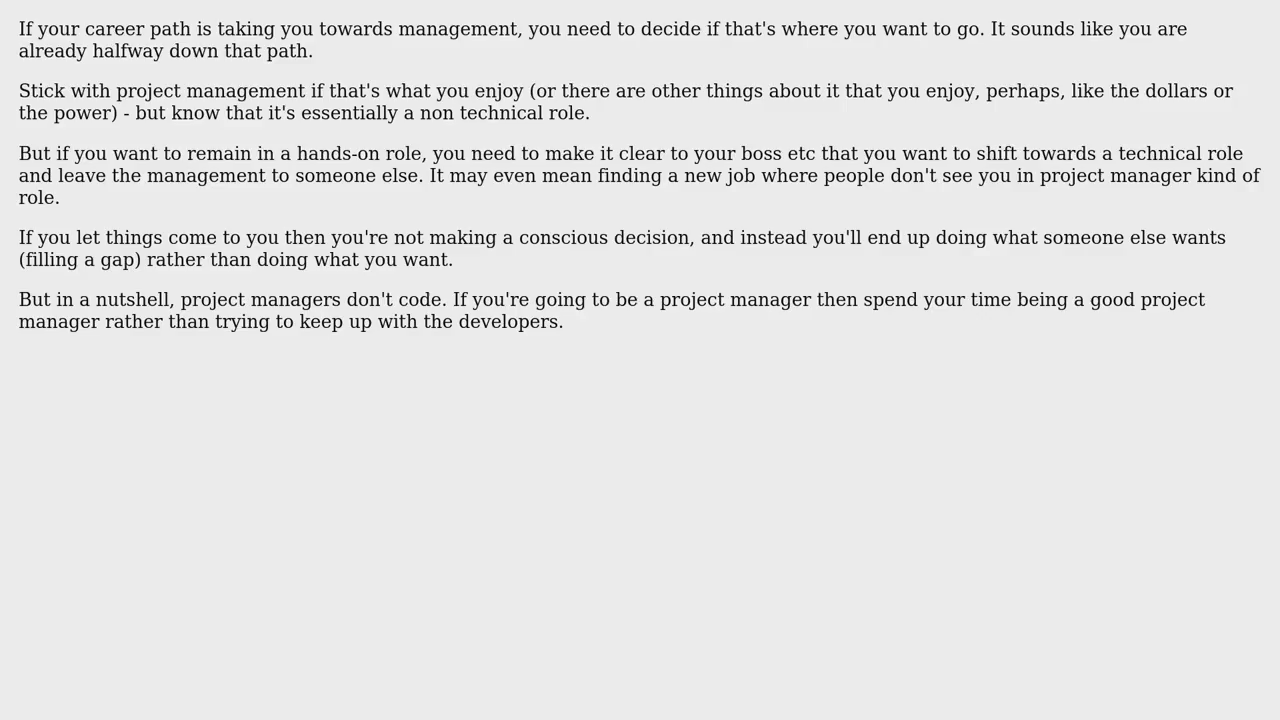 If your career path is taking you towards management, you need to decide if that's where you want to go. It sounds like you are
already halfway down that path.
Stick with project management if that's what you enjoy (or there are other things about it that you enjoy, perhaps, like the dollars or
the power) - but know that it's essentially a non technical role.
But if you want to remain in a hands-on role, you need to make it clear to your boss etc that you want to shift towards a technical role
and leave the management to someone else. It may even mean finding a new job where people don't see you in project manager kind of
role.
If you let things come to you then you're not making a conscious decision, and instead you'll end up doing what someone else wants
(filling a gap) rather than doing what you want.
But in a nutshell, project managers don't code. If you're going to be a project manager then spend your time being a good project
manager rather than trying to keep up with the developers.